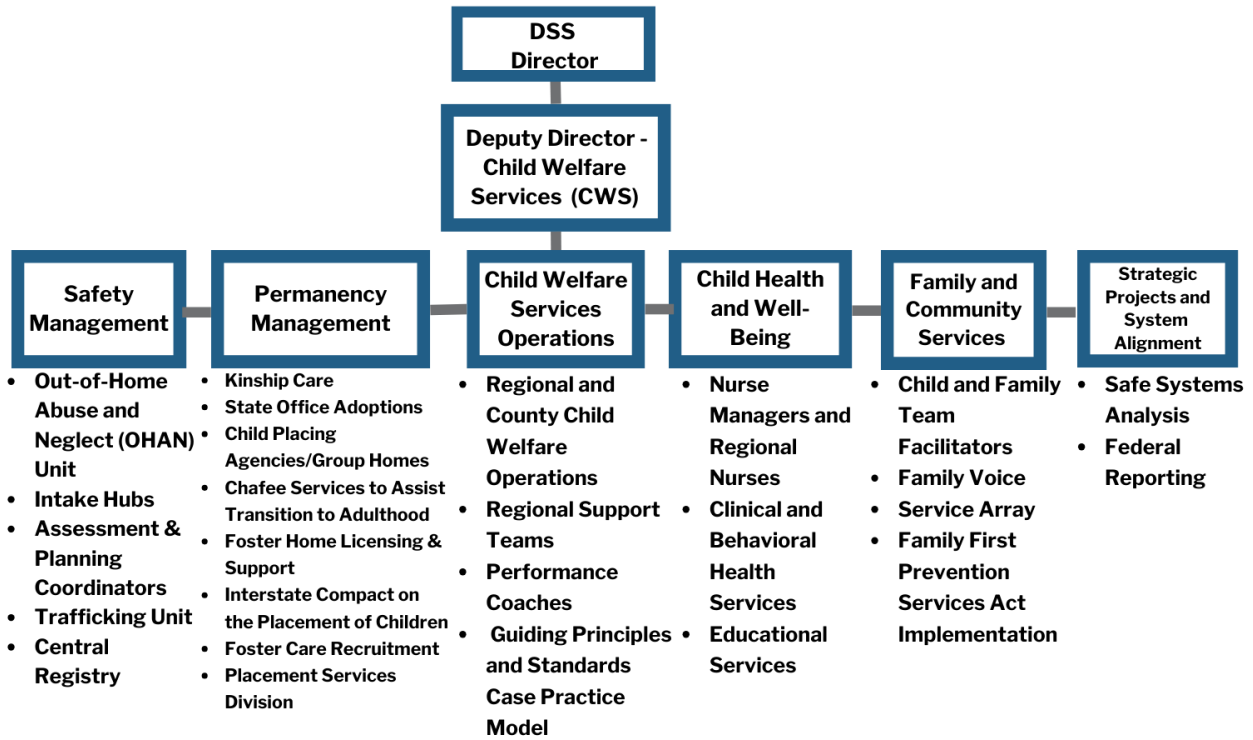 DSS
Director
Deputy Director -
Child Welfare
Services (CWS)
Safety
Management
• Out-of-Home
Abuse and
Neglect (OHAN)
Unit
• Intake Hubs
• Assessment &
Planning
Coordinators
• Trafficking Unit
• Central
Registry
Permanency
Management
• Kinship Care
• State Office Adoptions
• Child Placing
Agencies/Group Homes
• Chafee Services to Assist
Transition to Adulthood
• Foster Home Licensing &
Support
• Interstate Compact on
the Placement of Children
• Foster Care Recruitment
• Placement Services
Division
Child Welfare
Services
Operations
• Regional and
County Child
Welfare
Operations
• Regional Support
Teams
• Performance
Coaches
• Guiding Principles
and Standards
Case Practice
Model
Child Health
and Well-
Being
• Nurse
Managers and
Regional
Nurses
• Clinical and
Behavioral
Health
Services
• Educational
Services
Family and
Community
Services
• Child and Family
Team
Facilitators
• Family Voice
• Service Array
• Family First
Prevention
Services Act
Implementation
Strategic
Projects and
System
Alignment
• Safe Systems
Analysis
• Federal
Reporting